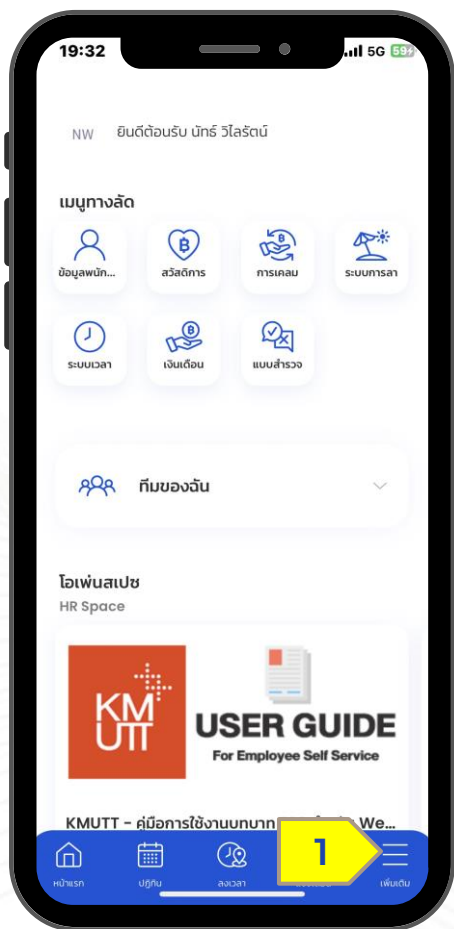 19:32
5G 59
NW ยินดีต้อนรับ นัทธ์ วิไลรัตน์
เมนูทางลัด
ข้อมูลพนัก... สวัสดิการ การเคลม ระบบการลา
ระบบเวลา เงินเดือน แบบสำรวจ
ทีมของฉัน
โอเพ่นสเปซ
HR Space
KM
UTT
USER GUIDE
For Employee Self Service
KMUTT - คู่มือการใช้งานบทบาท We...
1
หน้าแรก ปฏิทิน ลงเวลา เพิ่มเติม